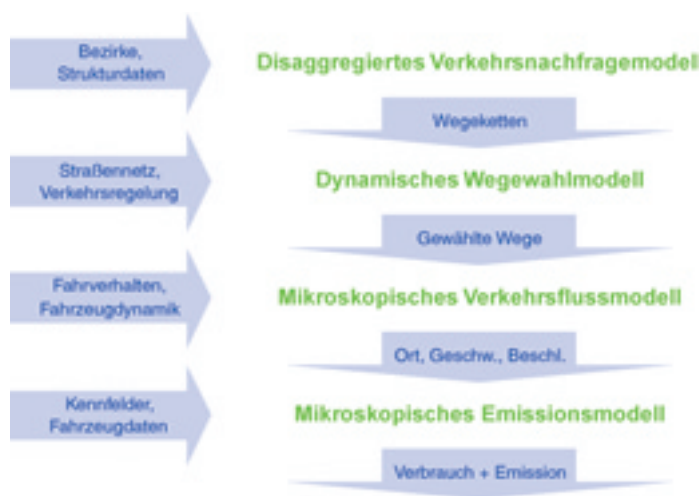 Bezirke,
Strukturdaten
Disaggregiertes Verkehrsnachfragemodell
Wegeketten
Straßennetz,
Verkehrsregelung
Dynamisches Wegewahlmodell
Gewählte Wege
Fahrverhalten,
Fahrzeugdynamik
Mikroskopisches Verkehrsflussmodell
Ort, Geschw., Beschl.
Kennfelder,
Fahrzeugdaten
Mikroskopisches Emissionsmodell
Verbrauch + Emission